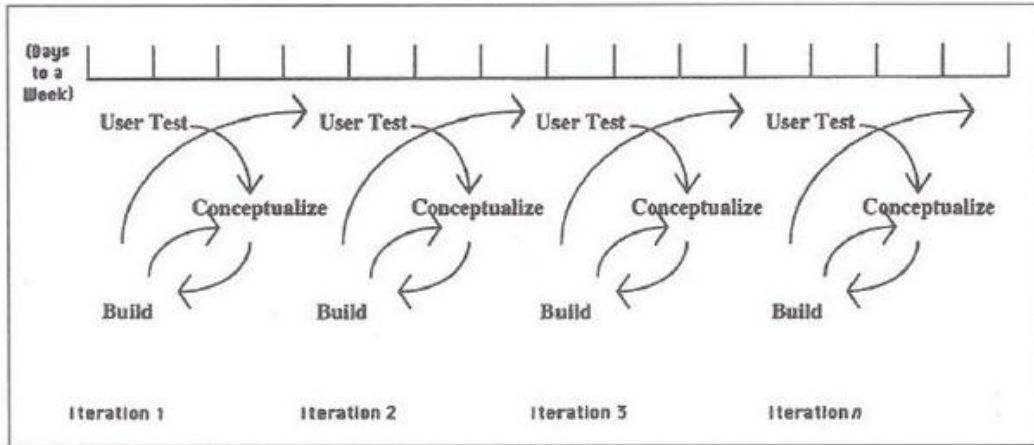 (Days
to a
Week)
User Test
User Test
User Test
User Test
Conceptualize
Conceptualize
Conceptualize
Conceptualize
Build
Build
Build
Build
Iteration 1
Iteration 2
Iteration 3
Iteration n